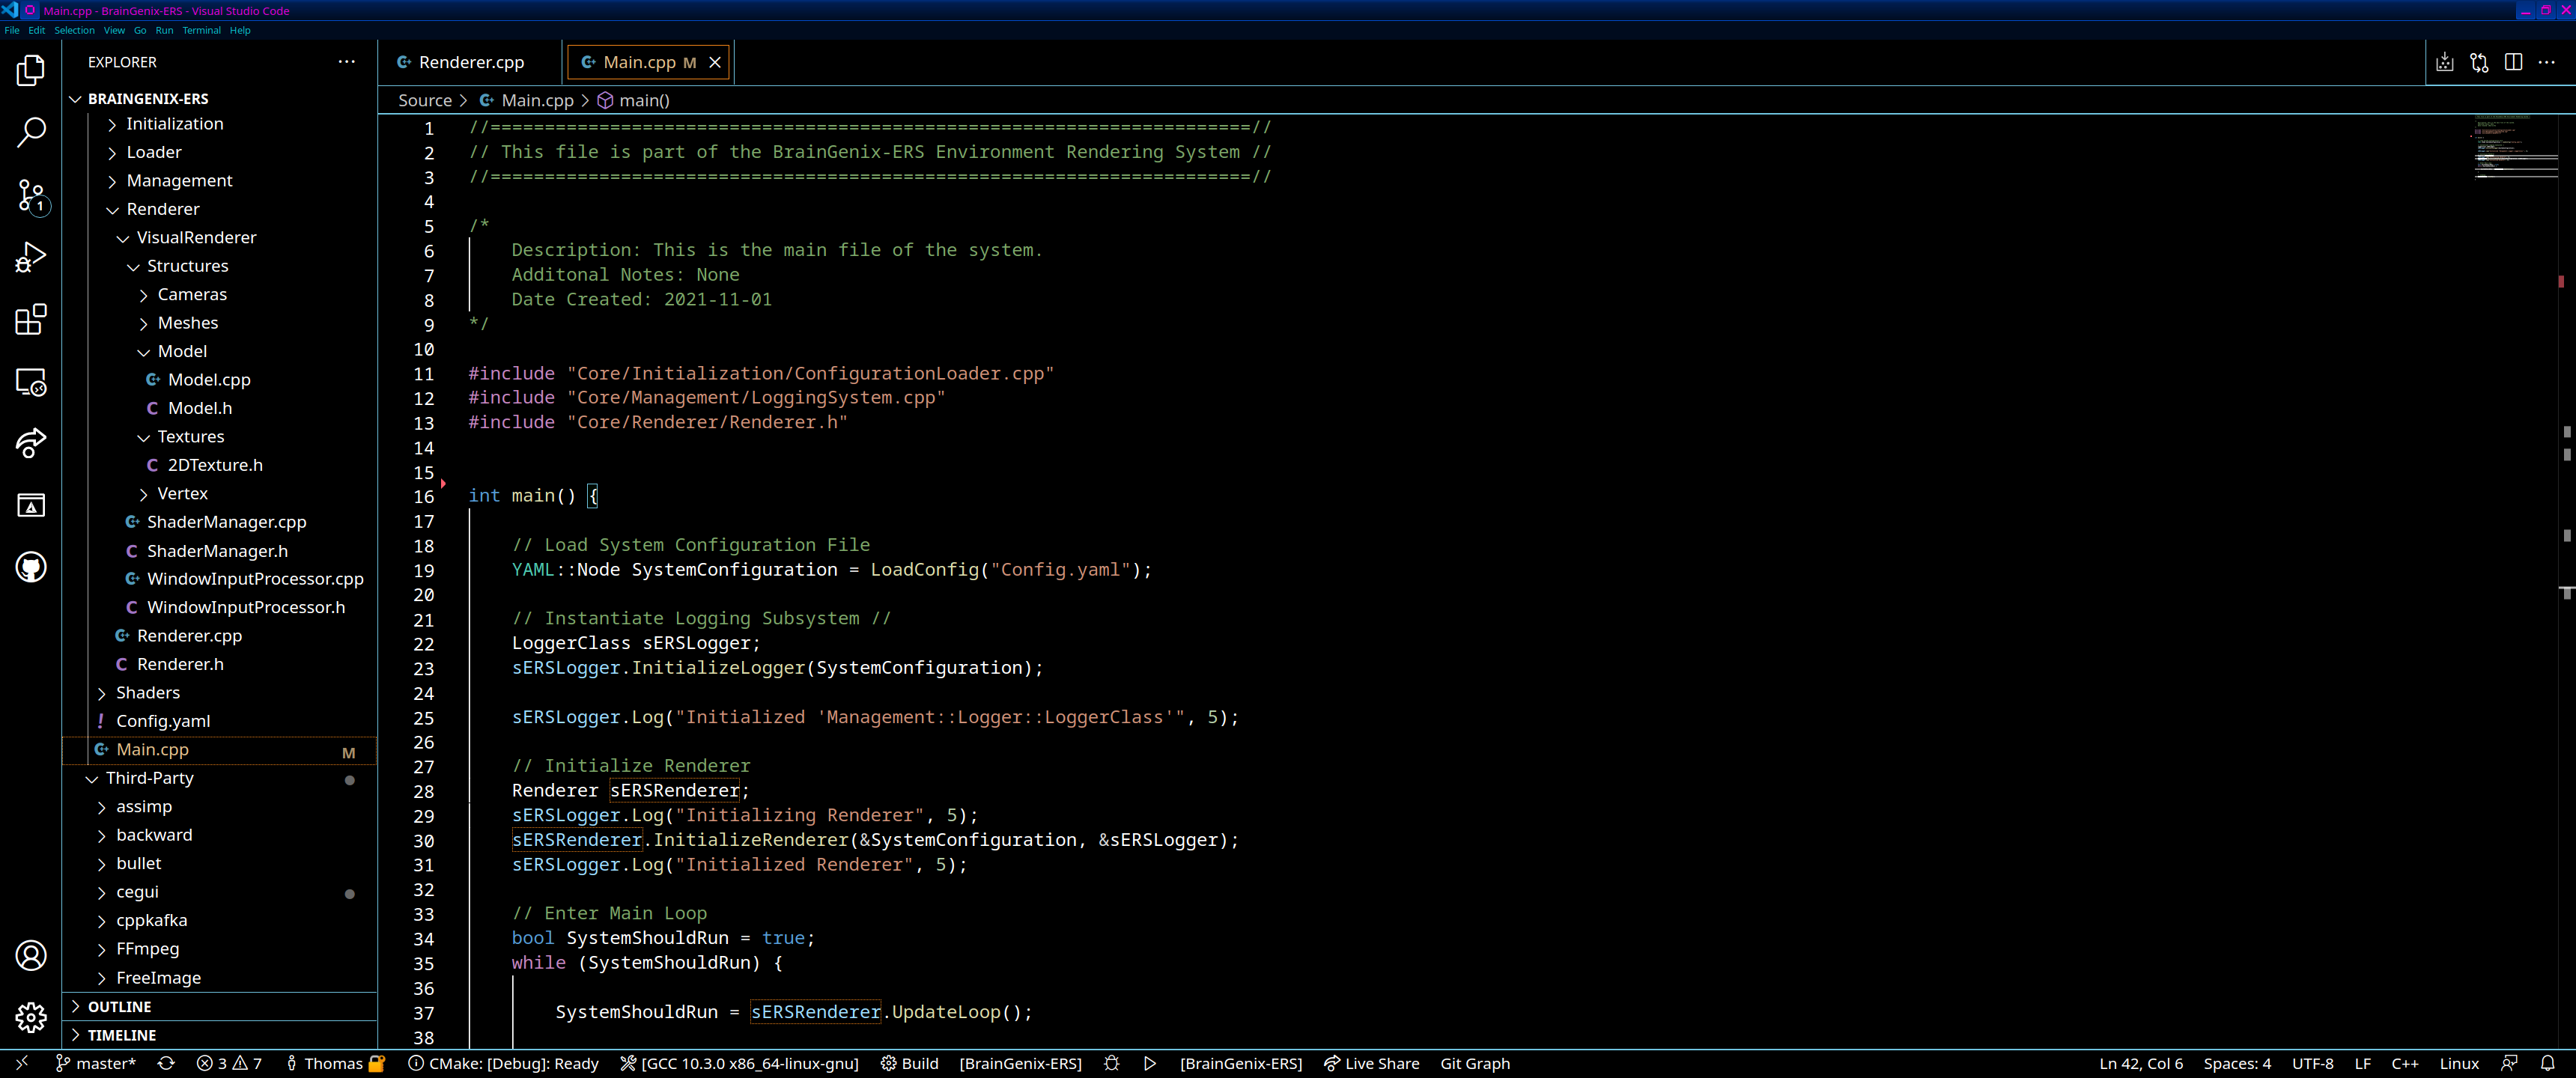 Main.cpp - BrainGenix-ERS - Visual Studio Code
File Edit Selection View Go Run Terminal Help
EXPLORER
BRAINGENIX-ERS
Initialization
Loader
Management
Renderer
VisualRenderer
Structures
Cameras
Meshes
Model
Model.cpp
Model.h
Textures
2DTexture.h
Vertex
ShaderManager.cpp
ShaderManager.h
WindowInputProcessor.cpp
WindowInputProcessor.h
Renderer.cpp
Renderer.h
Shaders
Config.yaml
Main.cpp M
Third-Party
assimp
backward
bullet
cegui
cppkafka
FFmpeg
FreeImage
OUTLINE
TIMELINE
1
Renderer.cpp Main.cpp M
Source > Main.cpp > main()
1 //======================================================================//
2 // This file is part of the BrainGenix-ERS Environment Rendering System //
3 //======================================================================//
4
5 /*
6 Description: This is the main file of the system.
7 Additonal Notes: None
8 Date Created: 2021-11-01
9 */
10
11 #include "Core/Initialization/ConfigurationLoader.cpp"
12 #include "Core/Management/LoggingSystem.cpp"
13 #include "Core/Renderer/Renderer.h"
14
15
16 int main() {
17
18 // Load System Configuration File
19 YAML::Node SystemConfiguration = LoadConfig("Config.yaml");
20
21 // Instantiate Logging Subsystem //
22 LoggerClass sERSLogger;
23 sERSLogger.InitializeLogger(SystemConfiguration);
24
25 sERSLogger.Log("Initialized 'Management::Logger::LoggerClass'", 5);
26
27 // Initialize Renderer
28 Renderer sERSRenderer;
29 sERSLogger.Log("Initializing Renderer", 5);
30 sERSRenderer.InitializeRenderer(&SystemConfiguration, &sERSLogger);
31 sERSLogger.Log("Initialized Renderer", 5);
32
33 // Enter Main Loop
34 bool SystemShouldRun = true;
35 while (SystemShouldRun) {
36
37 SystemShouldRun = sERSRenderer.UpdateLoop();
38
master* 3 7 Thomas CMake: [Debug]: Ready [GCC 10.3.0 x86_64-linux-gnu] Build [BrainGenix-ERS] [BrainGenix-ERS] Live Share Git Graph Ln 42, Col 6 Spaces: 4 UTF-8 LF C++ Linux